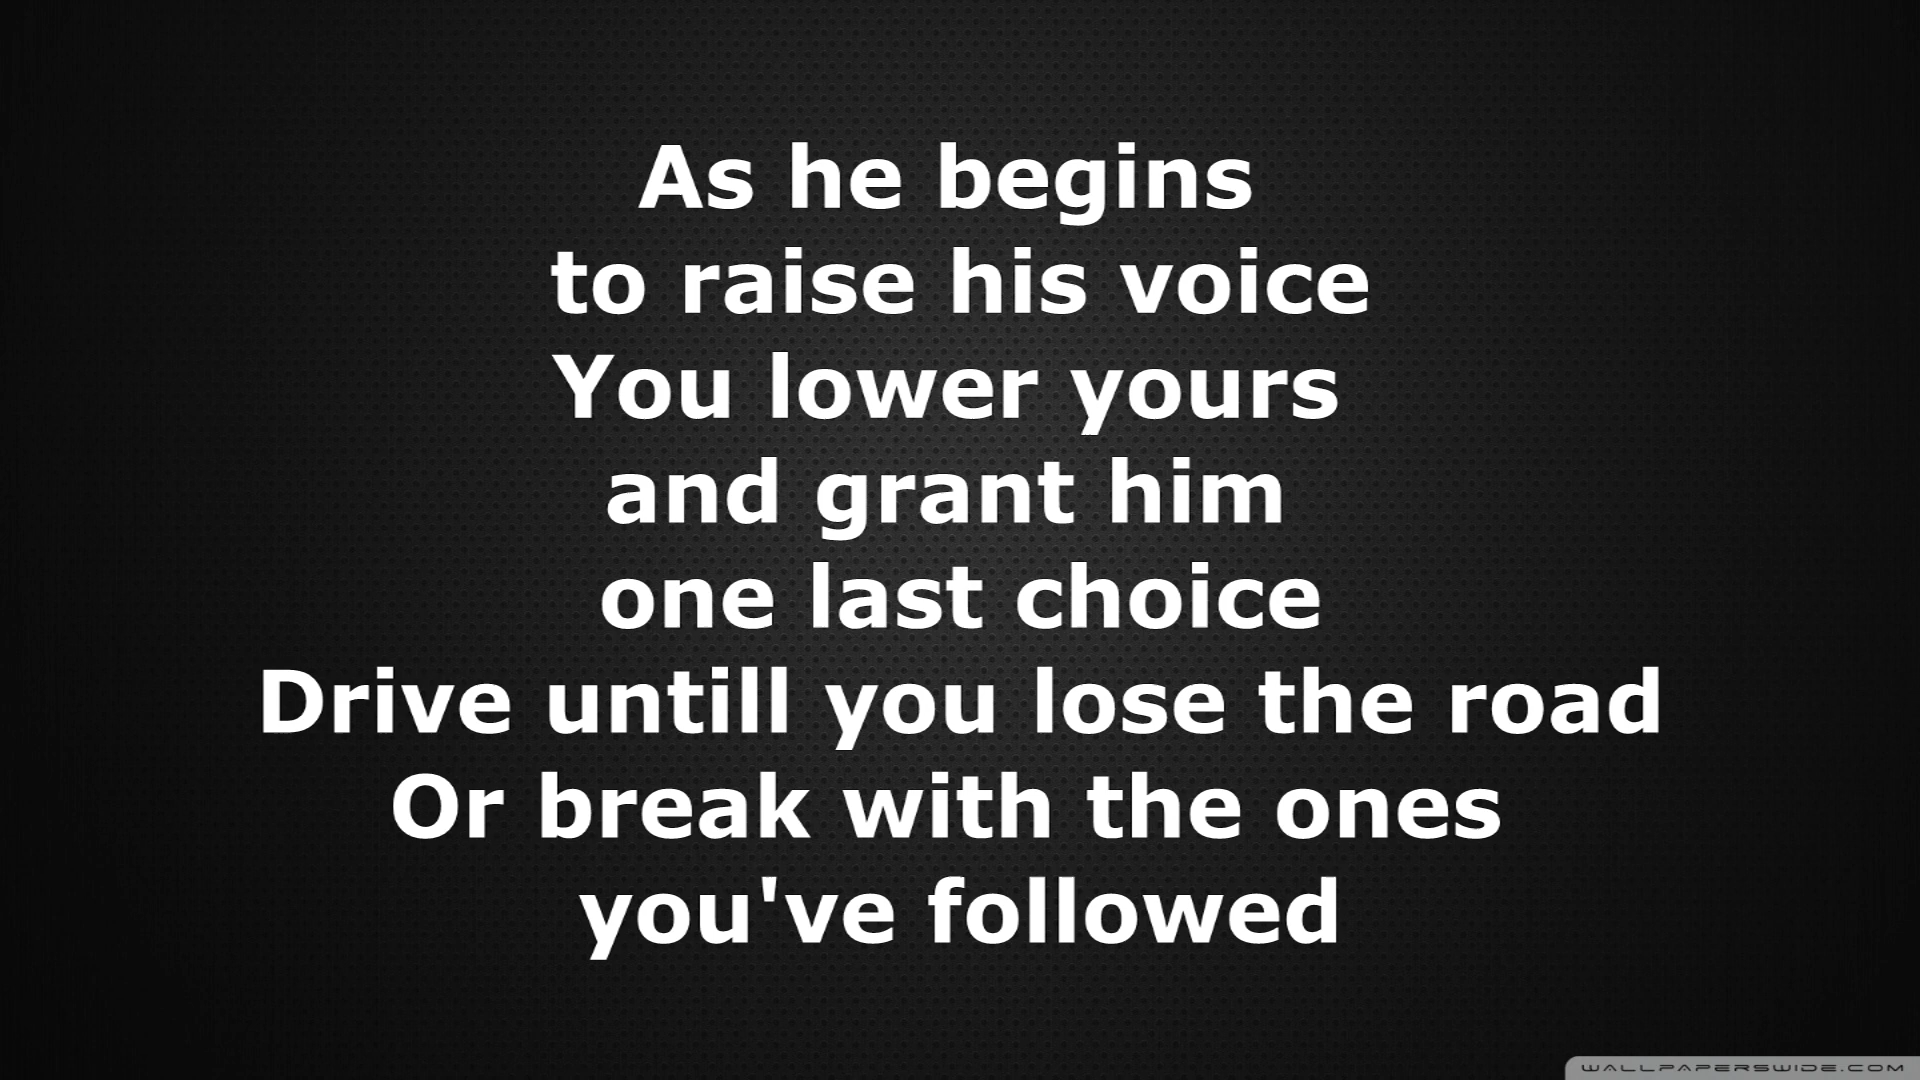 As he begins
to raise his voice
You lower yours
and grant him
one last choice
Drive untill you lose the road
Or break with the ones
you've followed
WALLPAPERSWIDE.COM